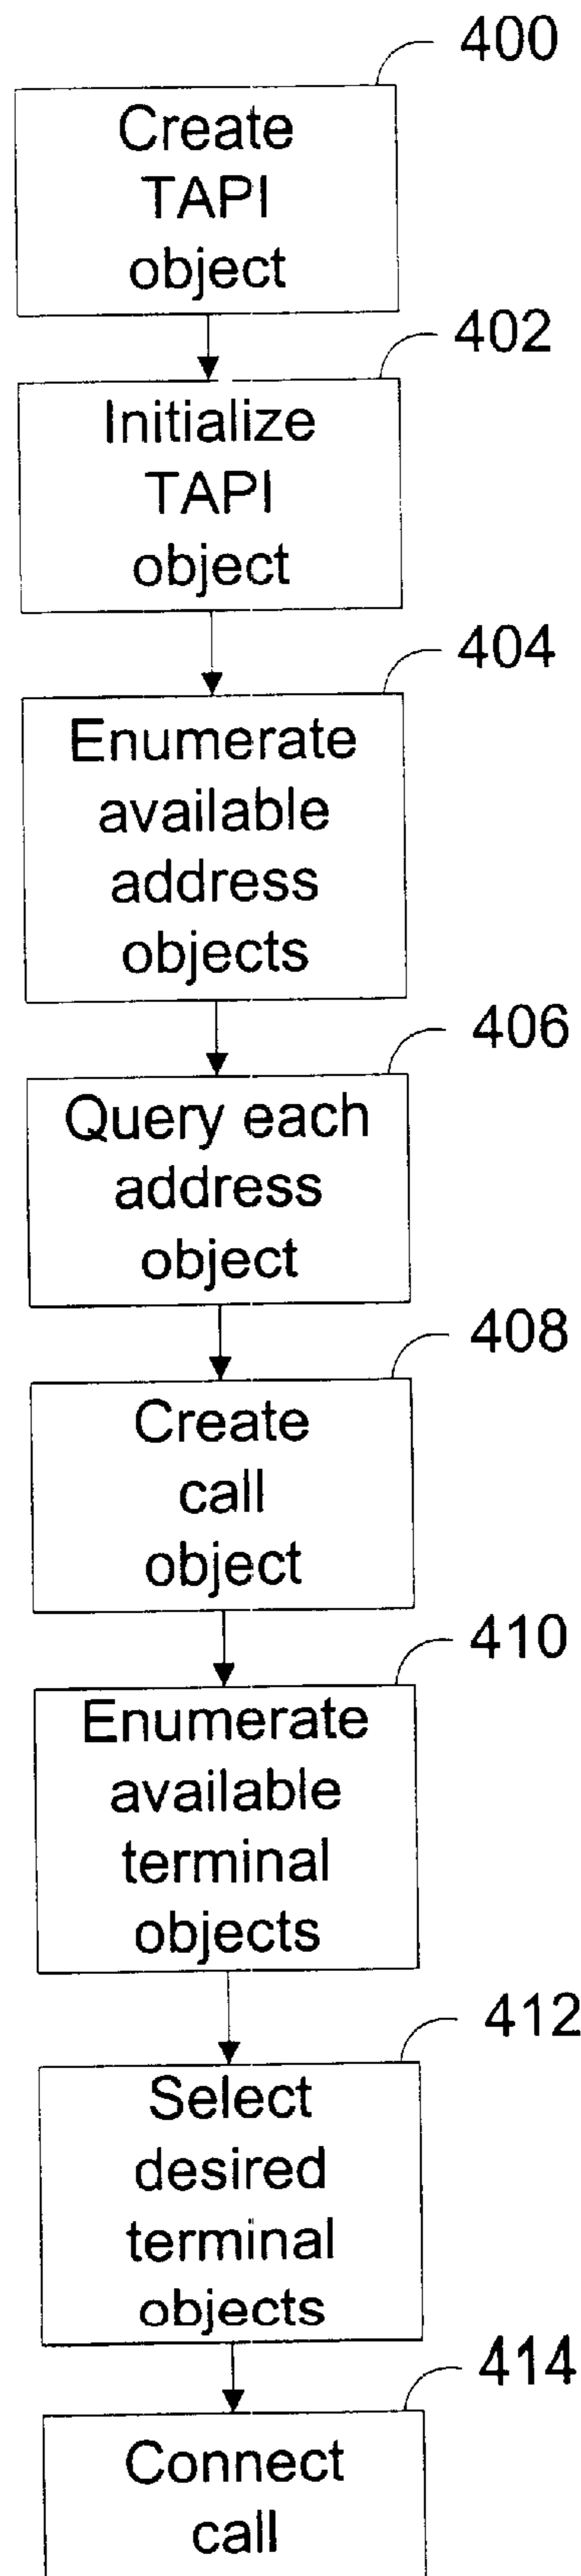 400
Create
TAPI
object
402
Initialize
TAPI
object
404
Enumerate
available
address
objects
406
Query each
address
object
408
Create
call
object
410
Enumerate
available
terminal
objects
412
Select
desired
terminal
objects
414
Connect
call